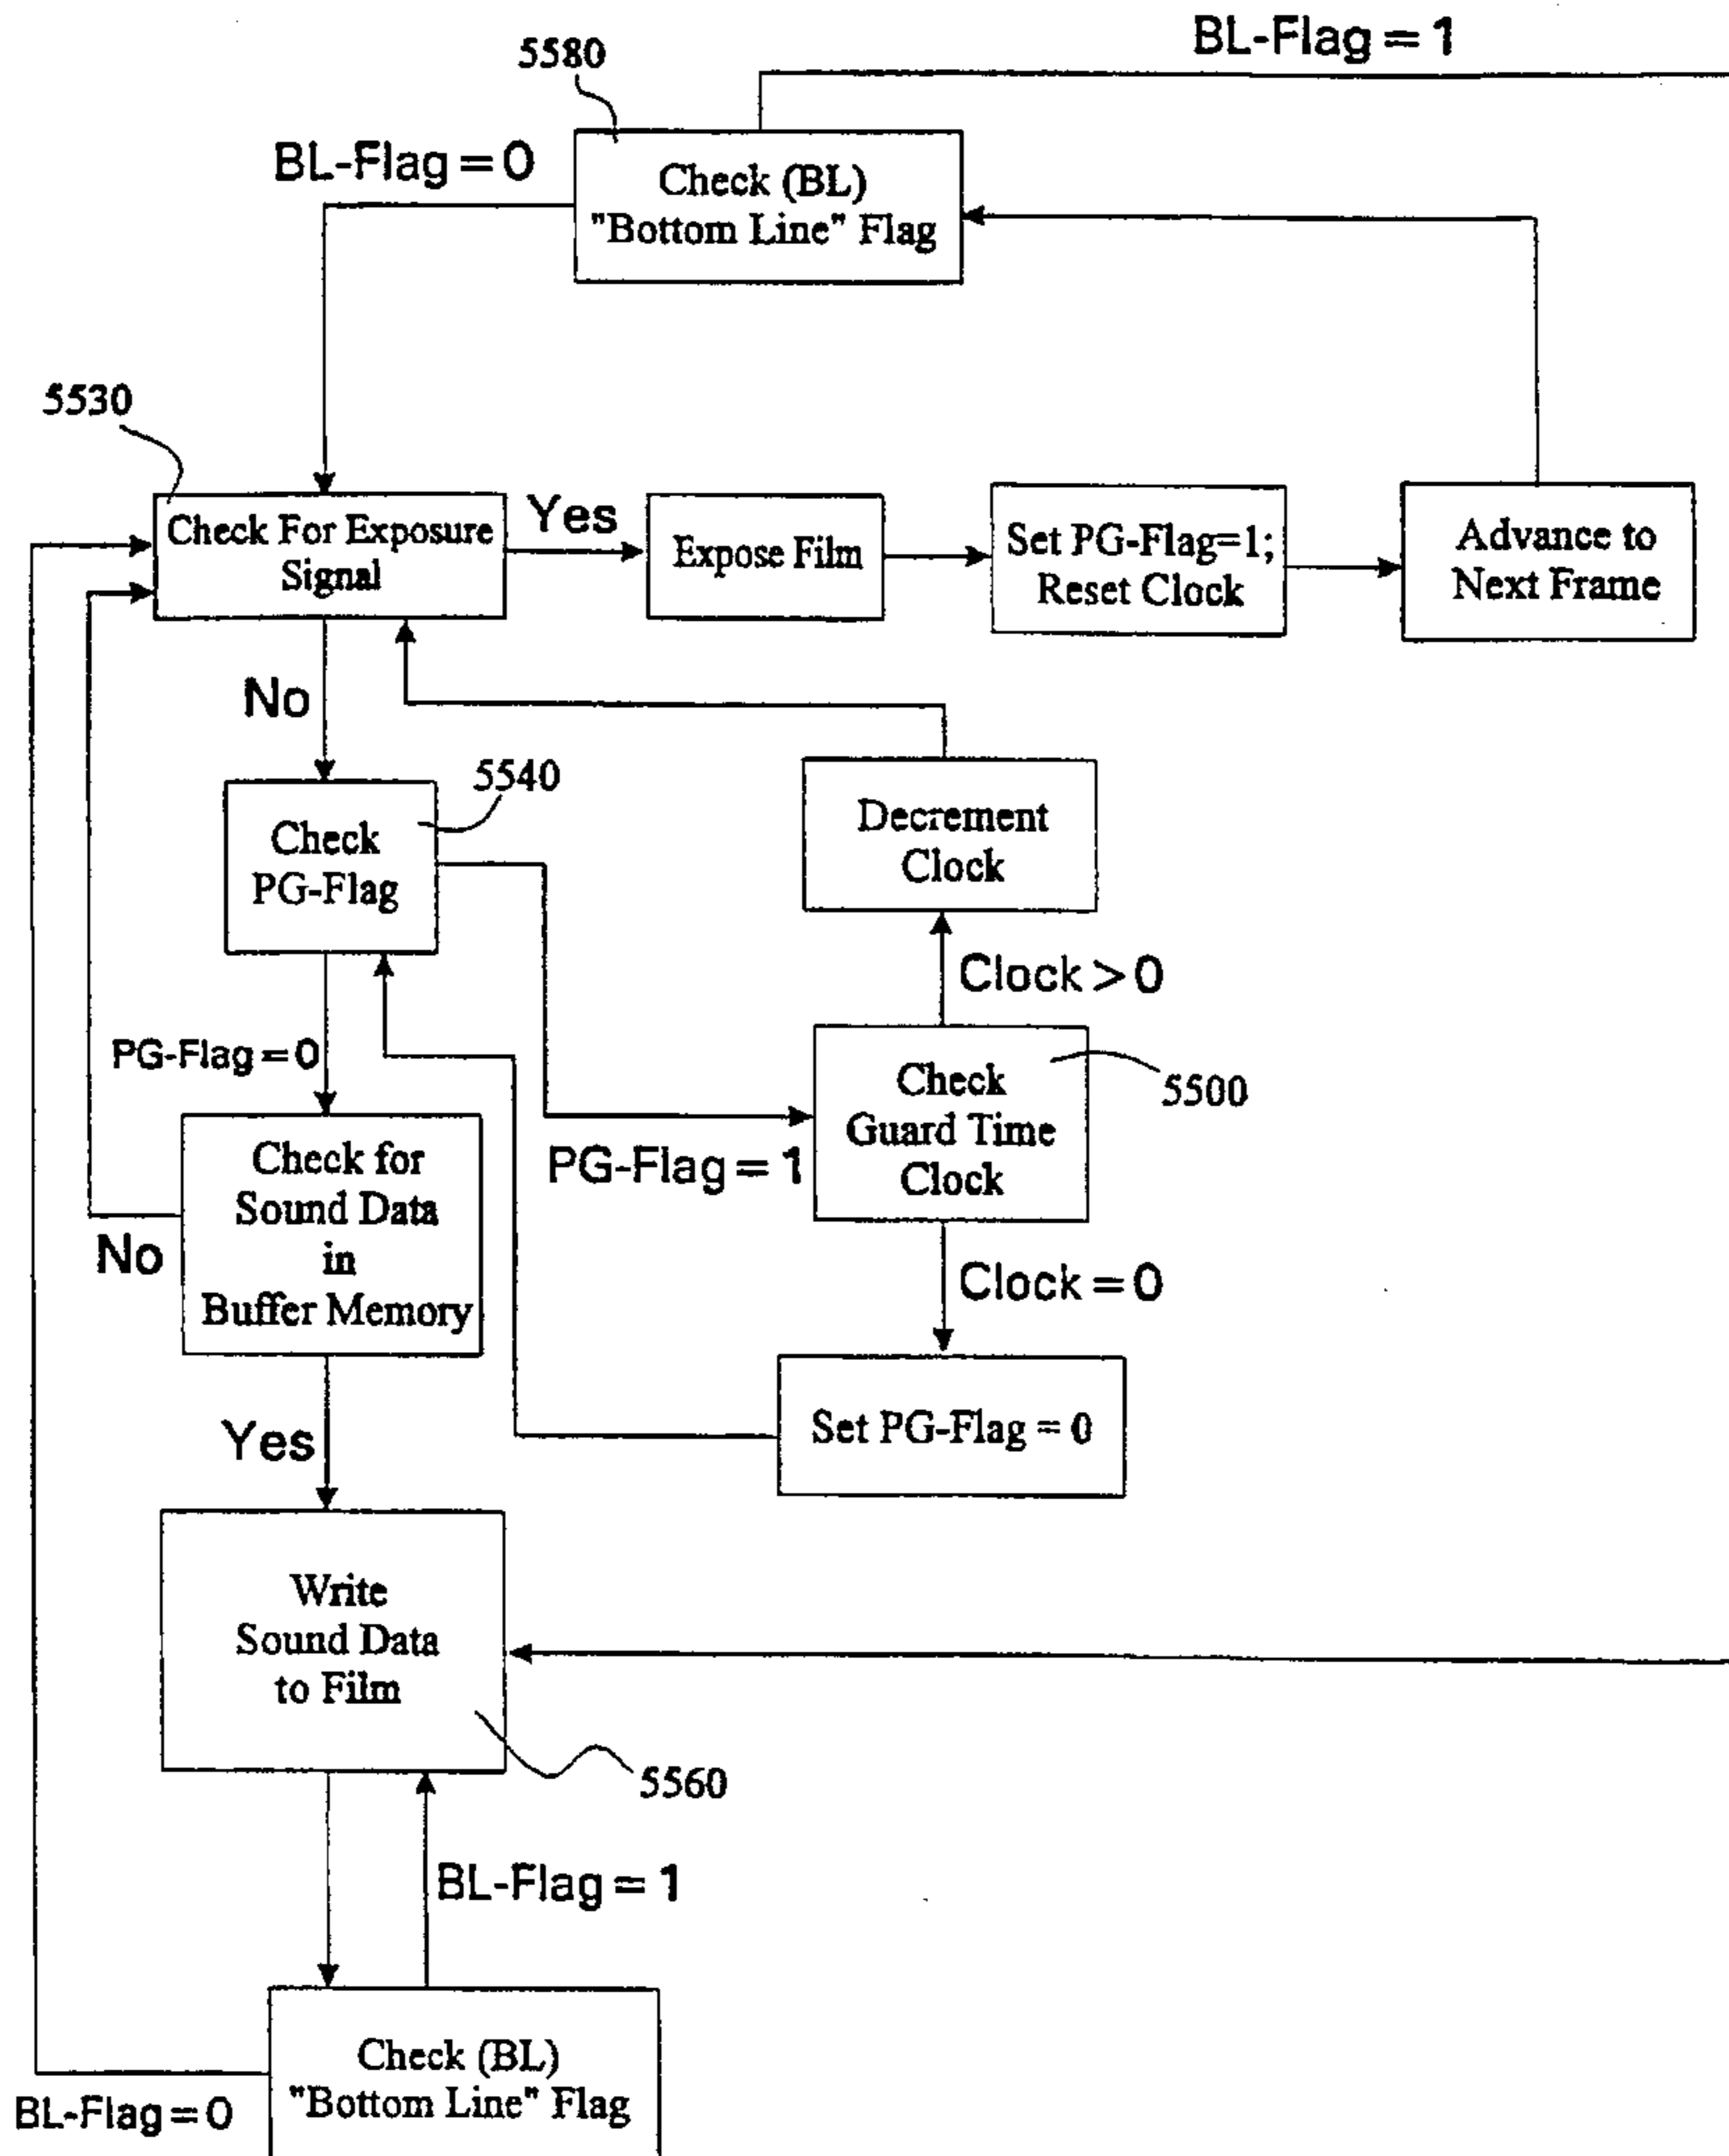 BL-Flag = 1
5580
BL-Flag = 0
Check (BL)
"Bottom Line" Flag
5530
Check For Exposure
Signal
Yes
Expose Film
Set PG-Flag=1;
Reset Clock
Advance to
Next Frame
No
5540
Check
PG-Flag
Decrement
Clock
Clock > 0
PG-Flag = 0
Check
Guard Time
Clock
5500
PG-Flag = 1
Check for
Sound Data
in
Buffer Memory
No
Clock = 0
Yes
Set PG-Flag = 0
Write
Sound Data
to Film
5560
BL-Flag = 1
Check (BL)
"Bottom Line" Flag
BL-Flag = 0